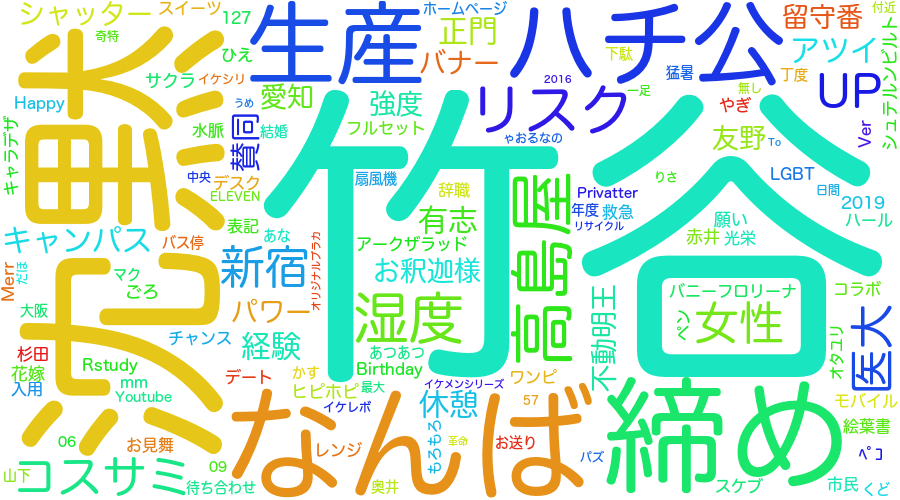 シャッター
奇特
スイーツ
127
ひえ
サクラ
イケシリ
Happy
うめ
キャラデザ
水脈
結婚
中央
デスク
ELEVEN
沈黙
生産
ホームページ
正門
バナー
愛知
強度
フルセット
賛同
ハチ公
2016
リスク
ゃおるなの
下駄
猛暑
一足
無し
留守番
付近
アツイ
丁度
UP
やぎ
Ver
シュテルンビルト
友野
To
LGBT
日間
りさ
2019
ハール
竹谷
扇風機
辞職
有志
高島屋
Privatter
年度
救急
リサイクル
願い
赤井
光栄
表記
キャンパス
バス停
あな
新宿
アークザラッド
お釈迦様
オリジナルプラカ
Merr
だほ
マク
ごろ
大阪
パワー
湿度
チャンス
経験
あつあつ
Birthday
不動明王
バニーフロリーナ
コラボ
ペン
女性
医大
オタユリ
杉田
花嫁
入用
Rstudy
mm
Youtube
デート
かす
ヒピホピ
最大
イケメンシリーズ
イケレボ
休憩
ワンピ
57
なんば
締め
モバイル
絵葉書
ペコ
06
お見舞
レンジ
もろもろ
革命
お送り
パズ
山下
コスサミ
09
待ち合わせ
奥井
スケブ
市民
くど